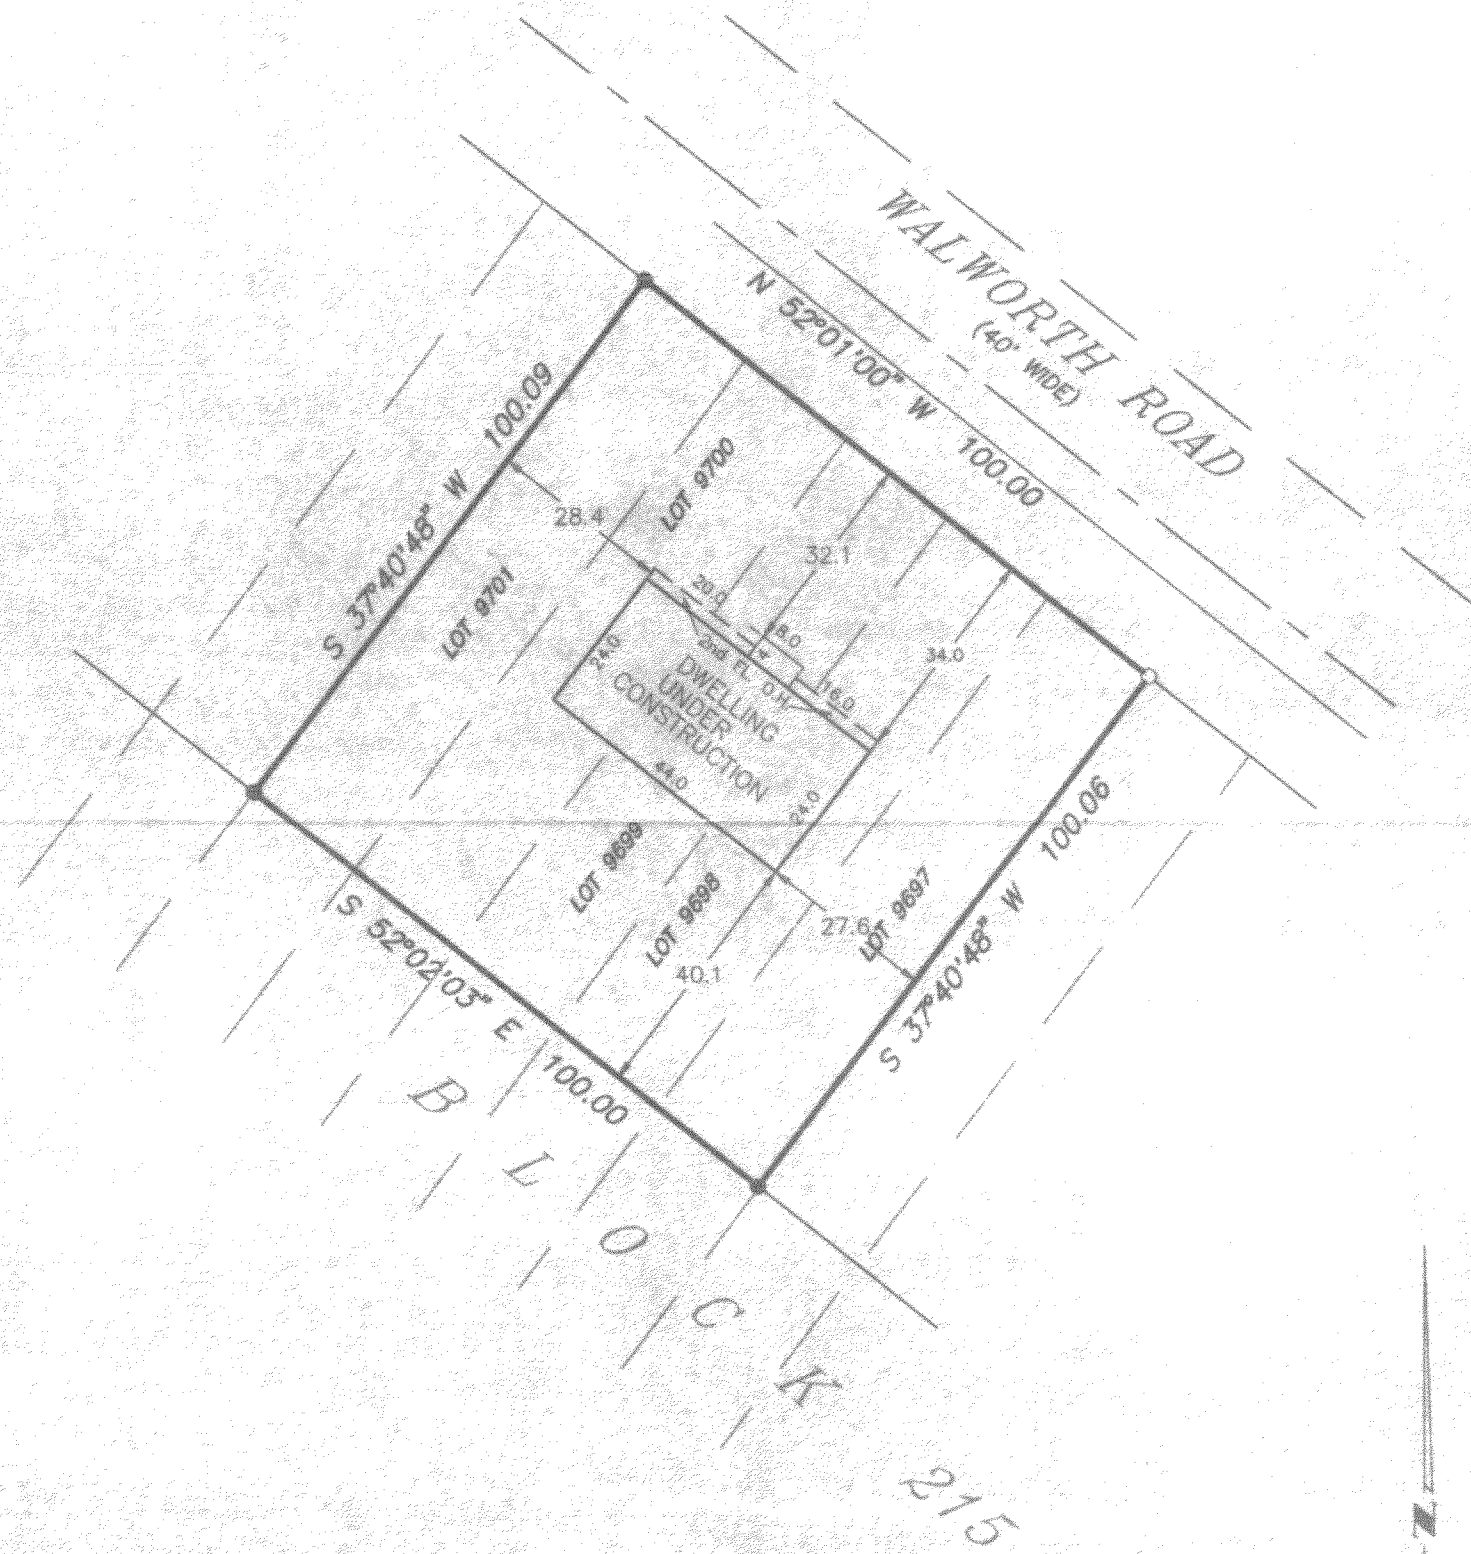 WALWORTH ROAD
(40' WIDE)
N 52°01'00" W 100.00
S 37°40'48" W 100.09
LOT 9700
28.4
32.1
LOT 9701
20.0
8.0
34.0
24.0
2nd FL O.H.
16.0
DWELLING
UNDER
CONSTRUCTION
44.0
24.0
S 37°40'48" W 100.06
LOT 9699
LOT 9698
LOT 9697
27.6
40.1
S 52°02'03" E 100.00
BLOCK 215
N